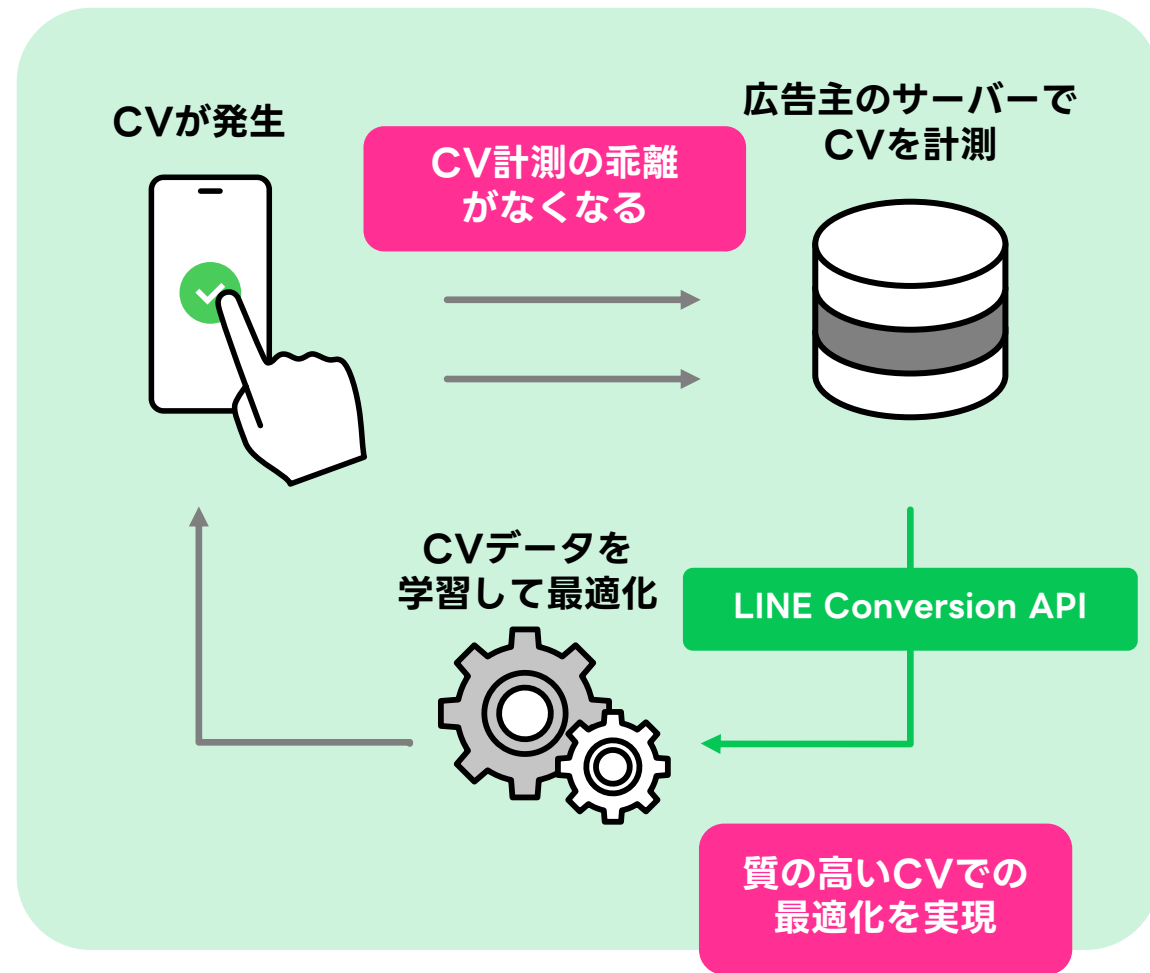 CVが発生
広告主のサーバーで
CVを計測
CV計測の乖離
がなくなる
CVデータを
学習して最適化
LINE Conversion API
質の高いCVでの
最適化を実現